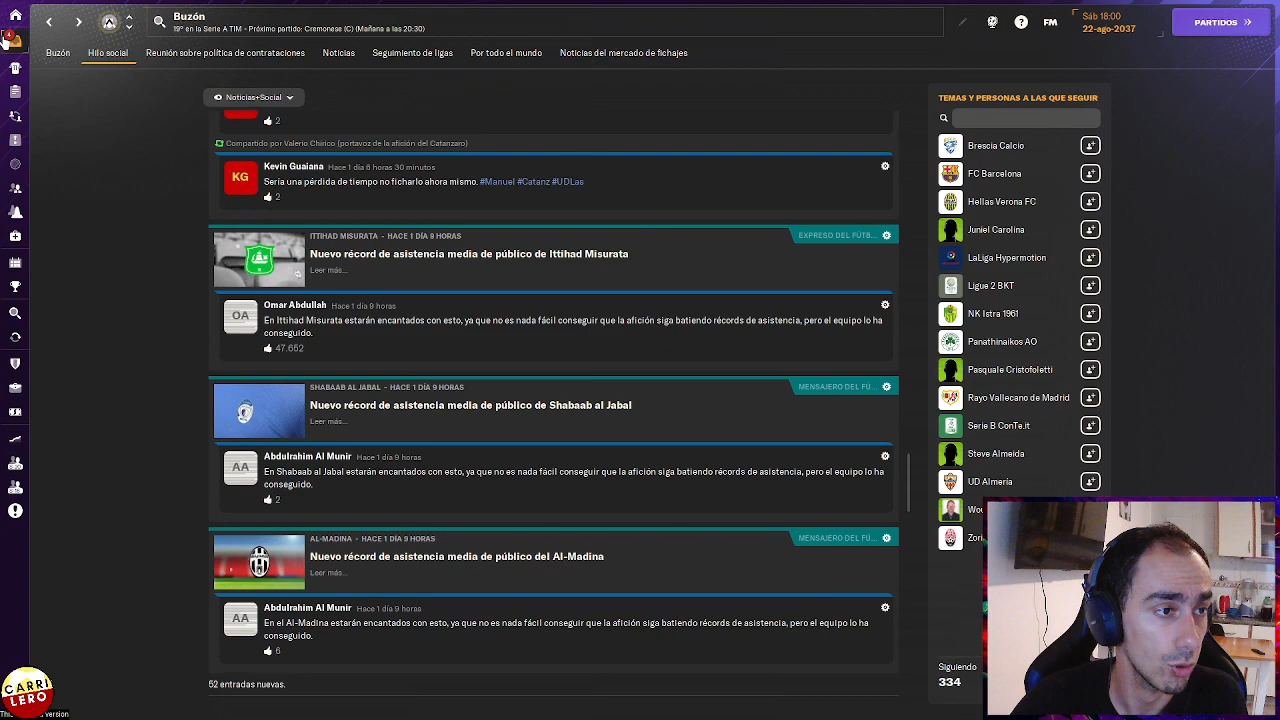 Buzón
19º en la Serie A TIM - Próximo partido: Cremonese (C) (Mañana a las 20:30)
FM
Sáb 18:00
22-ago-2037
PARTIDOS
Buzón
Hilo social
Reunión sobre política de contrataciones
Noticias
Seguimiento de ligas
Por todo el mundo
Noticias del mercado de fichajes
Noticias+Social
2
Compartido por Valerio Chirico (portavoz de la afición del Catanzaro)
KG
Kevin Guaiana Hace 1 día 6 horas 30 minutos
Sería una pérdida de tiempo no ficharlo ahora mismo. #Manuel #Catanz #UDLas
2
ITTIHAD MISURATA - HACE 1 DÍA 9 HORAS
EXPRESO DEL FÚTB...
Nuevo récord de asistencia media de público de Ittihad Misurata
Leer más...
OA
Omar Abdullah Hace 1 día 9 horas
En Ittihad Misurata estarán encantados con esto, ya que no es nada fácil conseguir que la afición siga batiendo récords de asistencia, pero el equipo lo ha
conseguido.
47.652
SHABAAB AL JABAL - HACE 1 DÍA 9 HORAS
MENSAJERO DEL FÚ...
Nuevo récord de asistencia media de público de Shabaab al Jabal
Leer más...
AA
Abdulrahim Al Munir Hace 1 día 9 horas
En Shabaab al Jabal estarán encantados con esto, ya que no es nada fácil conseguir que la afición siga batiendo récords de asistencia, pero el equipo lo ha
conseguido.
2
AL-MADINA - HACE 1 DÍA 9 HORAS
MENSAJERO DEL FÚ...
Nuevo récord de asistencia media de público del Al-Madina
Leer más...
AA
Abdulrahim Al Munir Hace 1 día 9 horas
En el Al-Madina estarán encantados con esto, ya que no es nada fácil conseguir que la afición siga batiendo récords de asistencia, pero el equipo lo ha
conseguido.
6
52 entradas nuevas.
TEMAS Y PERSONAS A LAS QUE SEGUIR
Brescia Calcio
FC Barcelona
Hellas Verona FC
Juniel Carolina
LaLiga Hypermotion
Ligue 2 BKT
NK Istra 1961
Panathinaikos AO
Pasquale Cristofoletti
Rayo Vallecano de Madrid
Serie B ConTe.it
Steve Almeida
UD Almería
Siguiendo
334
CARRI
LERO
version